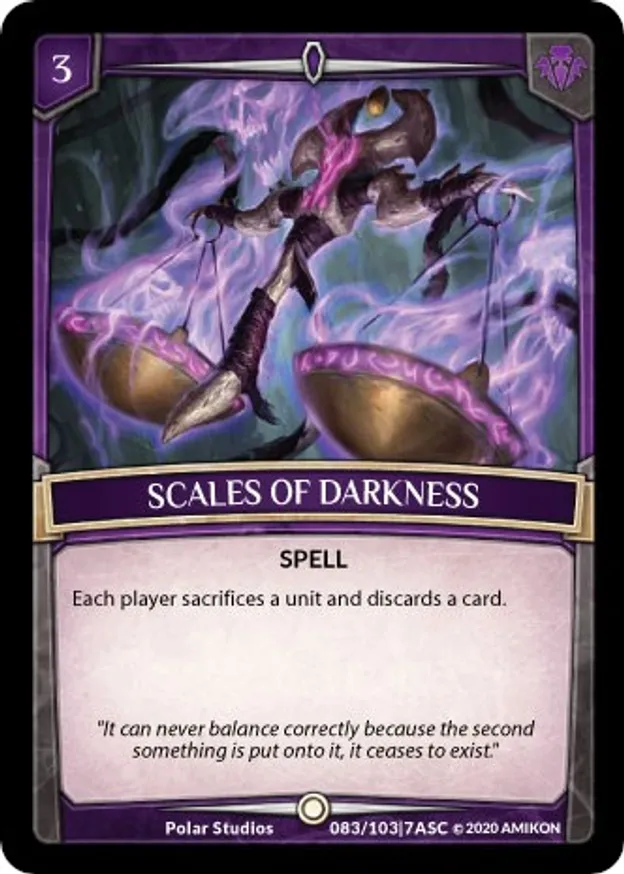 3
SCALES OF DARKNESS
SPELL
Each player sacrifices a unit and discards a card.
"It can never balance correctly because the second
something is put onto it, it ceases to exist."
Polar Studios 083/103|7ASC © 2020 AMIKON